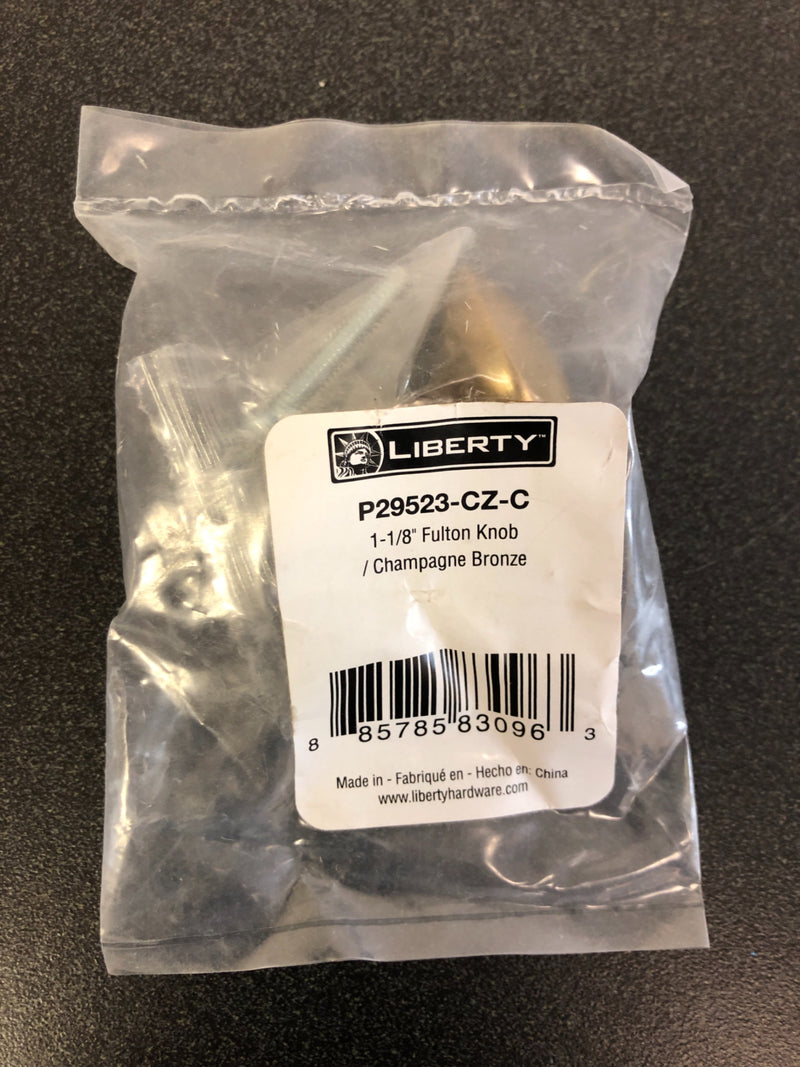 LIBERTY™
P29523-CZ-C
1-1/8" Fulton Knob
/ Champagne Bronze
8 85785 83096 3
Made in - Fabriqué en - Hecho en: China
www.libertyhardware.com